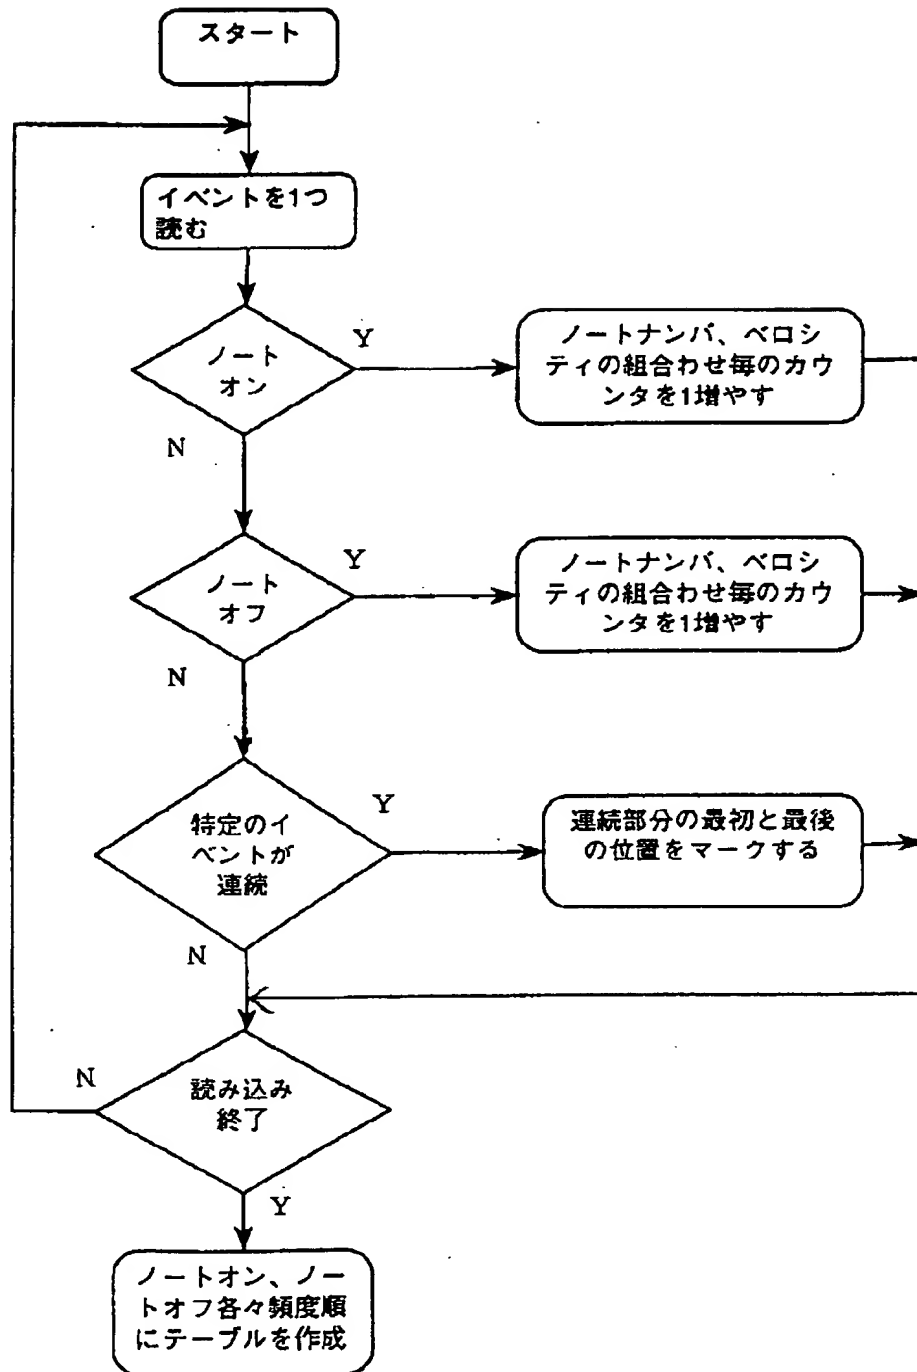 スタート
イベントを1つ
読む
ノート
オン
Y
ノートナンバ、ベロシ
ティの組合わせ毎のカウ
ンタを1増やす
N
ノート
オフ
Y
ノートナンバ、ベロシ
ティの組合わせ毎のカウ
ンタを1増やす
N
特定のイ
ベントが
連続
Y
連続部分の最初と最後
の位置をマークする
N
読み込み
終了
N
Y
ノートオン、ノー
トオフ各々頻度順
にテーブルを作成